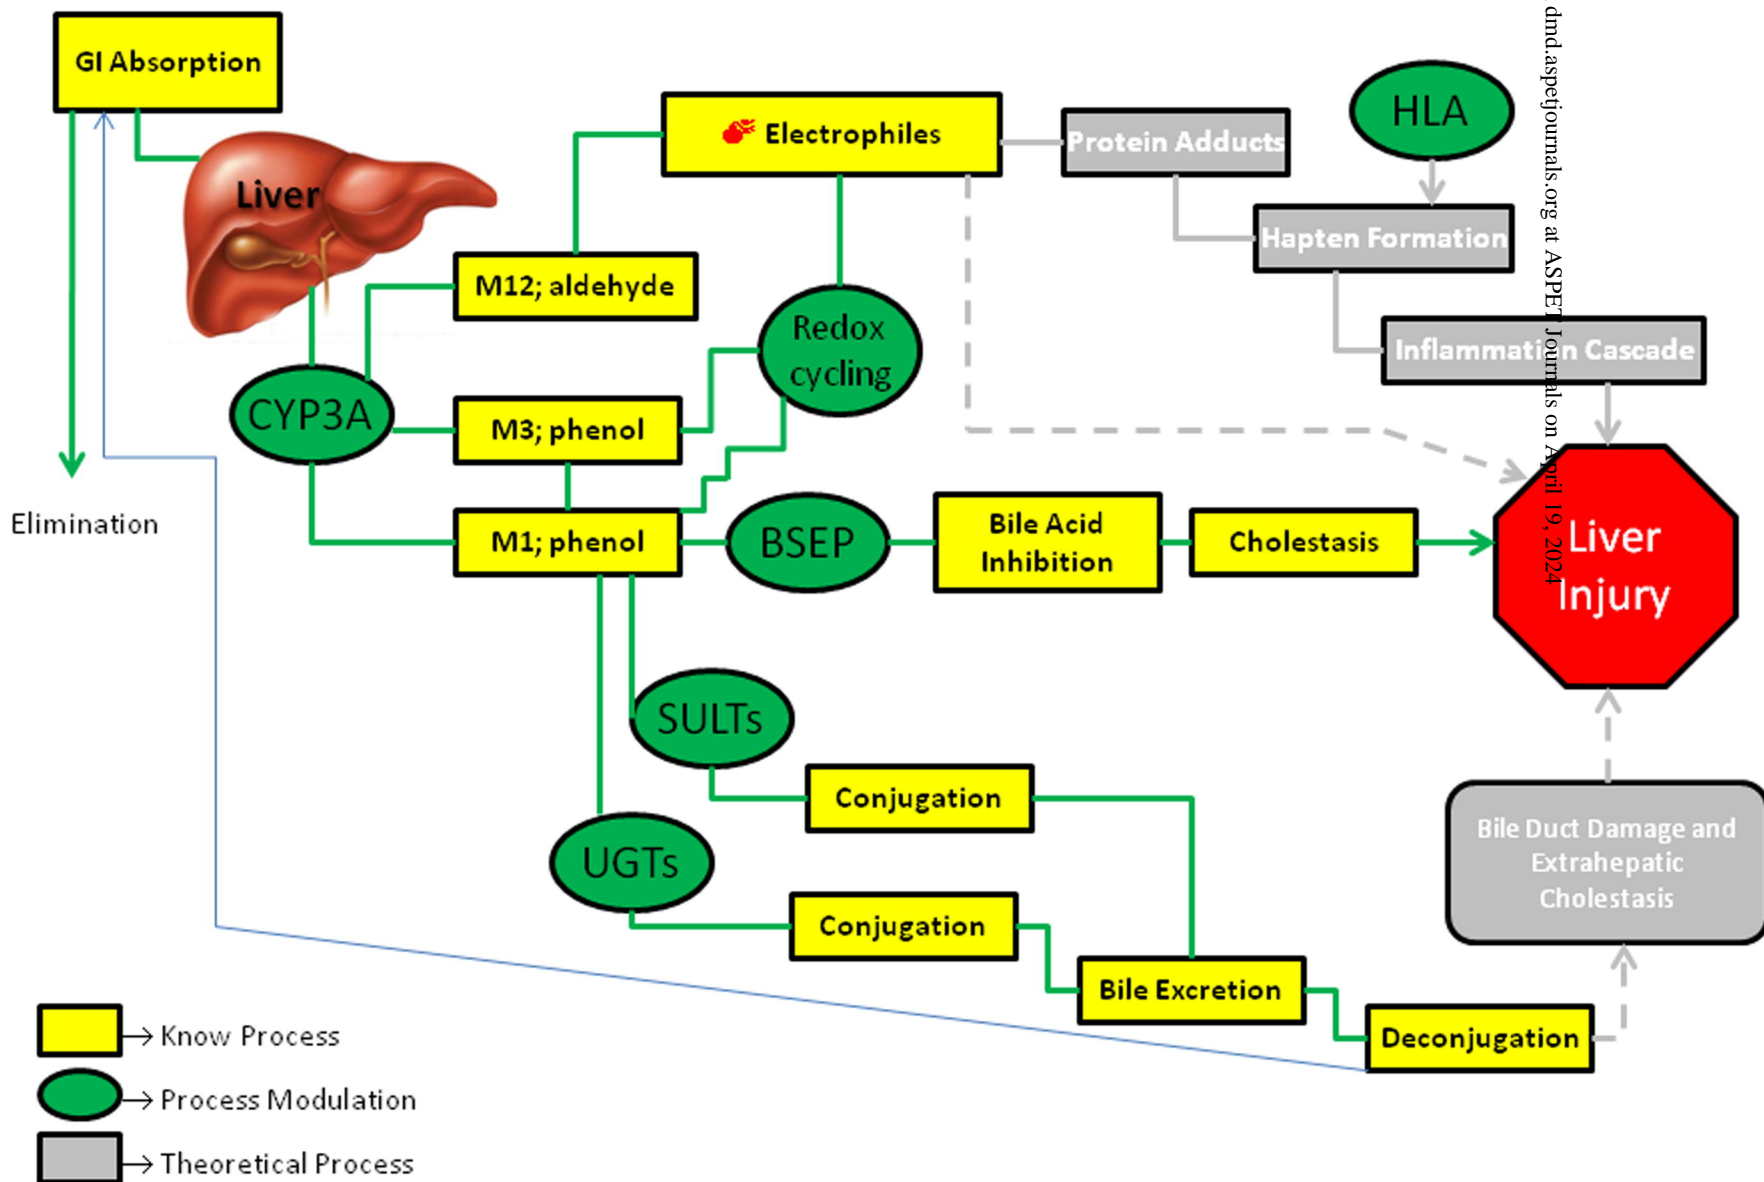 GI Absorption
Liver
Elimination
Electrophiles
Protein Adducts
HLA
Hapten Formation
Inflammation Cascade
M12; aldehyde
Redox
cycling
CYP3A
M3; phenol
M1; phenol
BSEP
Bile Acid
Inhibition
Cholestasis
Liver
Injury
SULTs
Conjugation
UGTs
Conjugation
Bile Excretion
Deconjugation
Bile Duct Damage and
Extrahepatic
Cholestasis
Know Process
Process Modulation
Theoretical Process
dmd.aspetjournals.org at ASPET Journals on April 19, 2024